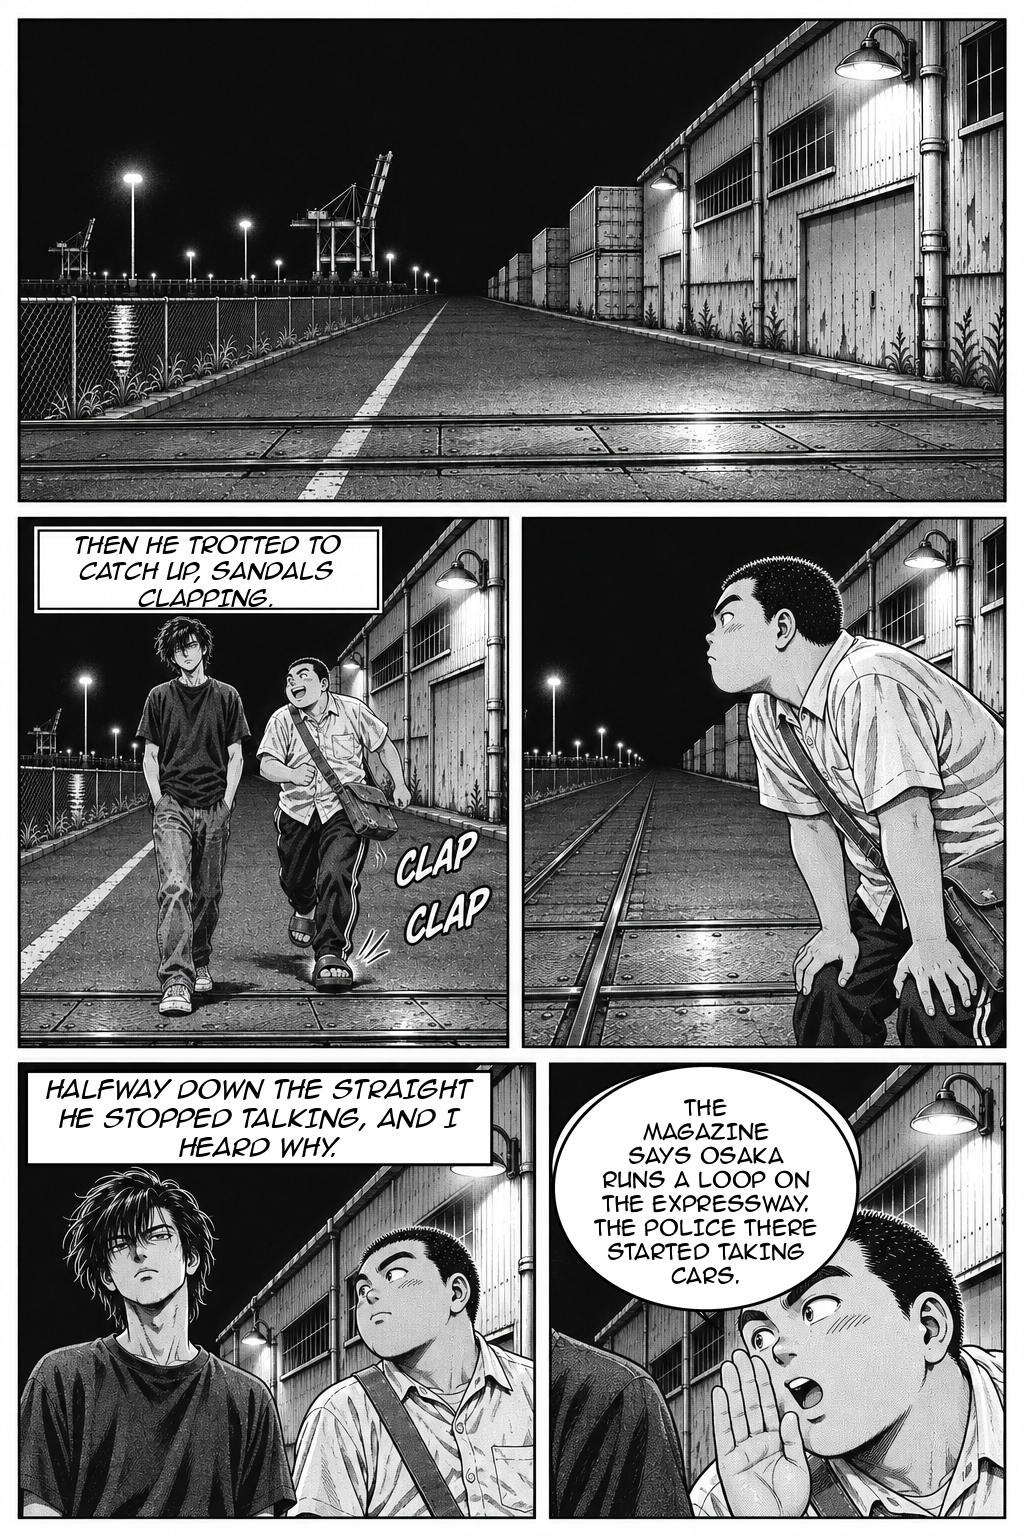 THEN HE TROTTED TO
CATCH UP, SANDALS
CLAPPING.
CLAP
CLAP
HALFWAY DOWN THE STRAIGHT
HE STOPPED TALKING, AND I
HEARD WHY.
THE
MAGAZINE
SAYS OSAKA
RUNS A LOOP ON
THE EXPRESSWAY.
THE POLICE THERE
STARTED TAKING
CARS.